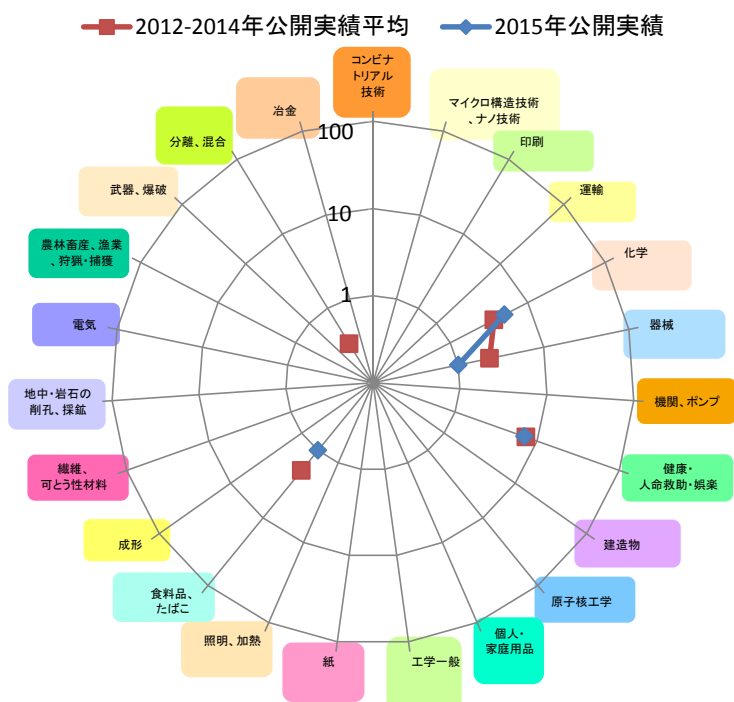 2012-2014年公開実績平均
2015年公開実績
コンビナ
トリアル
技術
マイクロ構造技術
、ナノ技術
印刷
運輸
化学
器械
機関、ポンプ
健康・
人命救助・娯楽
建造物
原子核工学
個人・
家庭用品
工学一般
紙
照明、加熱
食料品、
たばこ
成形
繊維、
可とう性材料
地中・岩石の
削孔、採鉱
電気
農林畜産、漁業
、狩猟・捕獲
武器、爆破
分離、混合
冶金
100
10
1